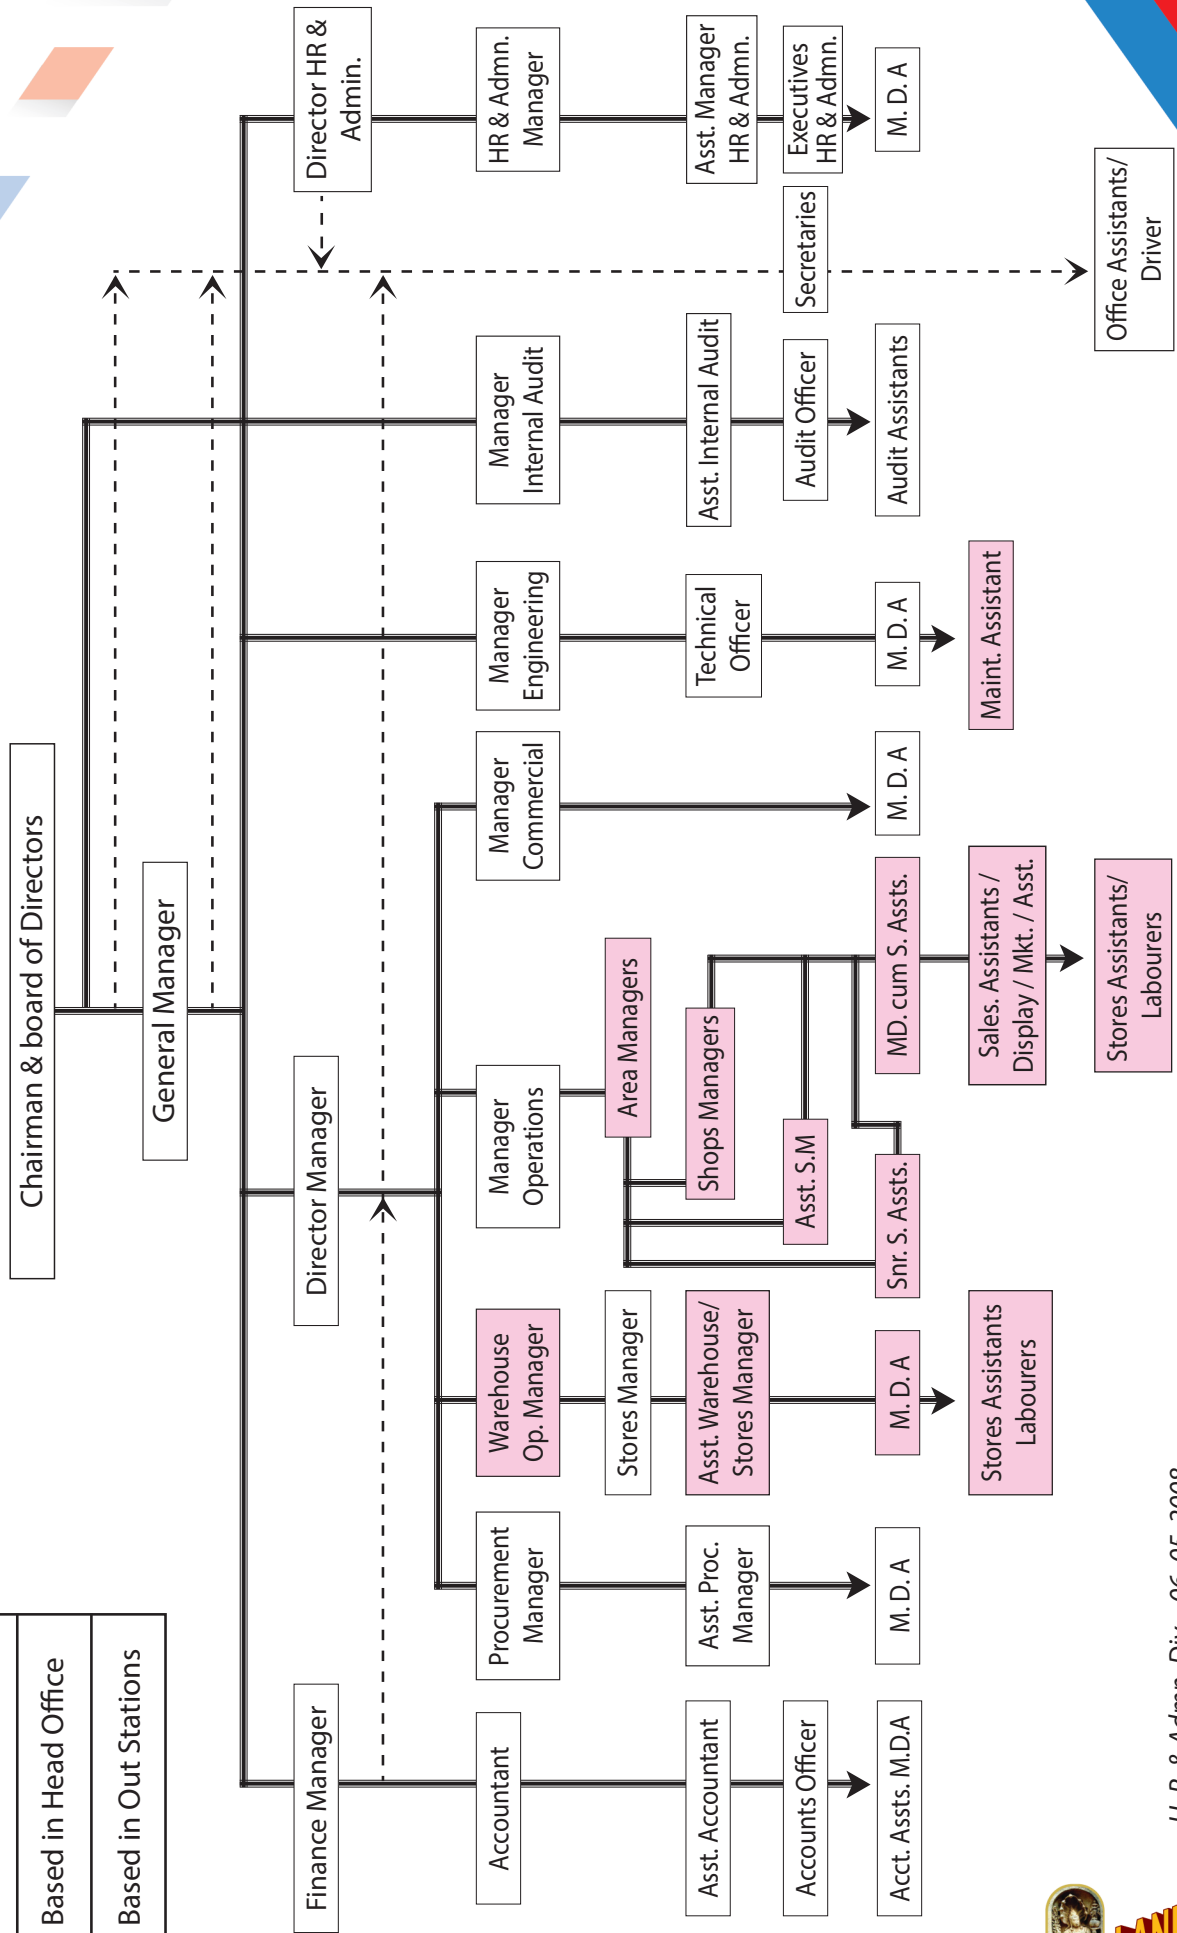 Based in Head Office
Based in Out Stations
Chairman & board of Directors
General Manager
Finance Manager
Director Manager
Director HR &
Admin.
Accountant
Procurement
Manager
Warehouse
Op. Manager
Manager
Operations
Manager
Commercial
Manager
Engineering
Manager
Internal Audit
HR & Admn.
Manager
Stores Manager
Area Managers
Asst. Accountant
Asst. Proc.
Manager
Asst. Warehouse/
Stores Manager
Shops Managers
Technical
Officer
Asst. Internal Audit
Asst. Manager
HR & Admn.
Accounts Officer
Asst. S.M
Audit Officer
Secretaries
Executives
HR & Admn.
Acct. Assts. M.D.A
M. D. A
M. D. A
Snr. S. Assts.
MD. cum S. Assts.
M. D. A
M. D. A
Audit Assistants
M. D. A
Stores Assistants
Labourers
Sales. Assistants /
Display / Mkt. / Asst.
Maint. Assistant
Stores Assistants/
Labourers
Office Assistants/
Driver